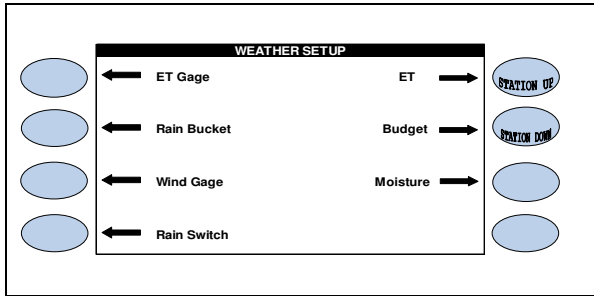 WEATHER SETUP
ET Gage
ET
STATION UP
Rain Bucket
Budget
STATION DOWN
Wind Gage
Moisture
Rain Switch